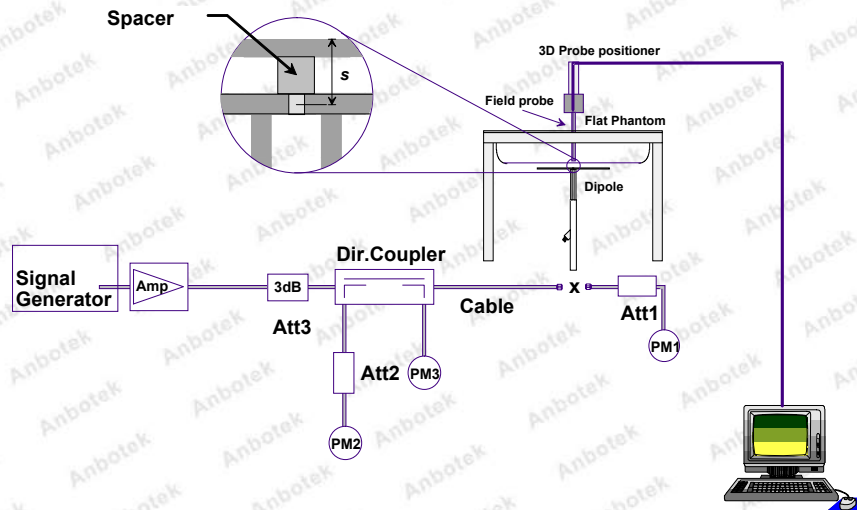 Spacer
s
3D Probe positioner
Field probe
Flat Phantom
Dipole
Signal
Generator
Amp
3dB
Att3
Dir.Coupler
Cable
x
Att1
PM1
Att2
PM3
PM2
Anbotek